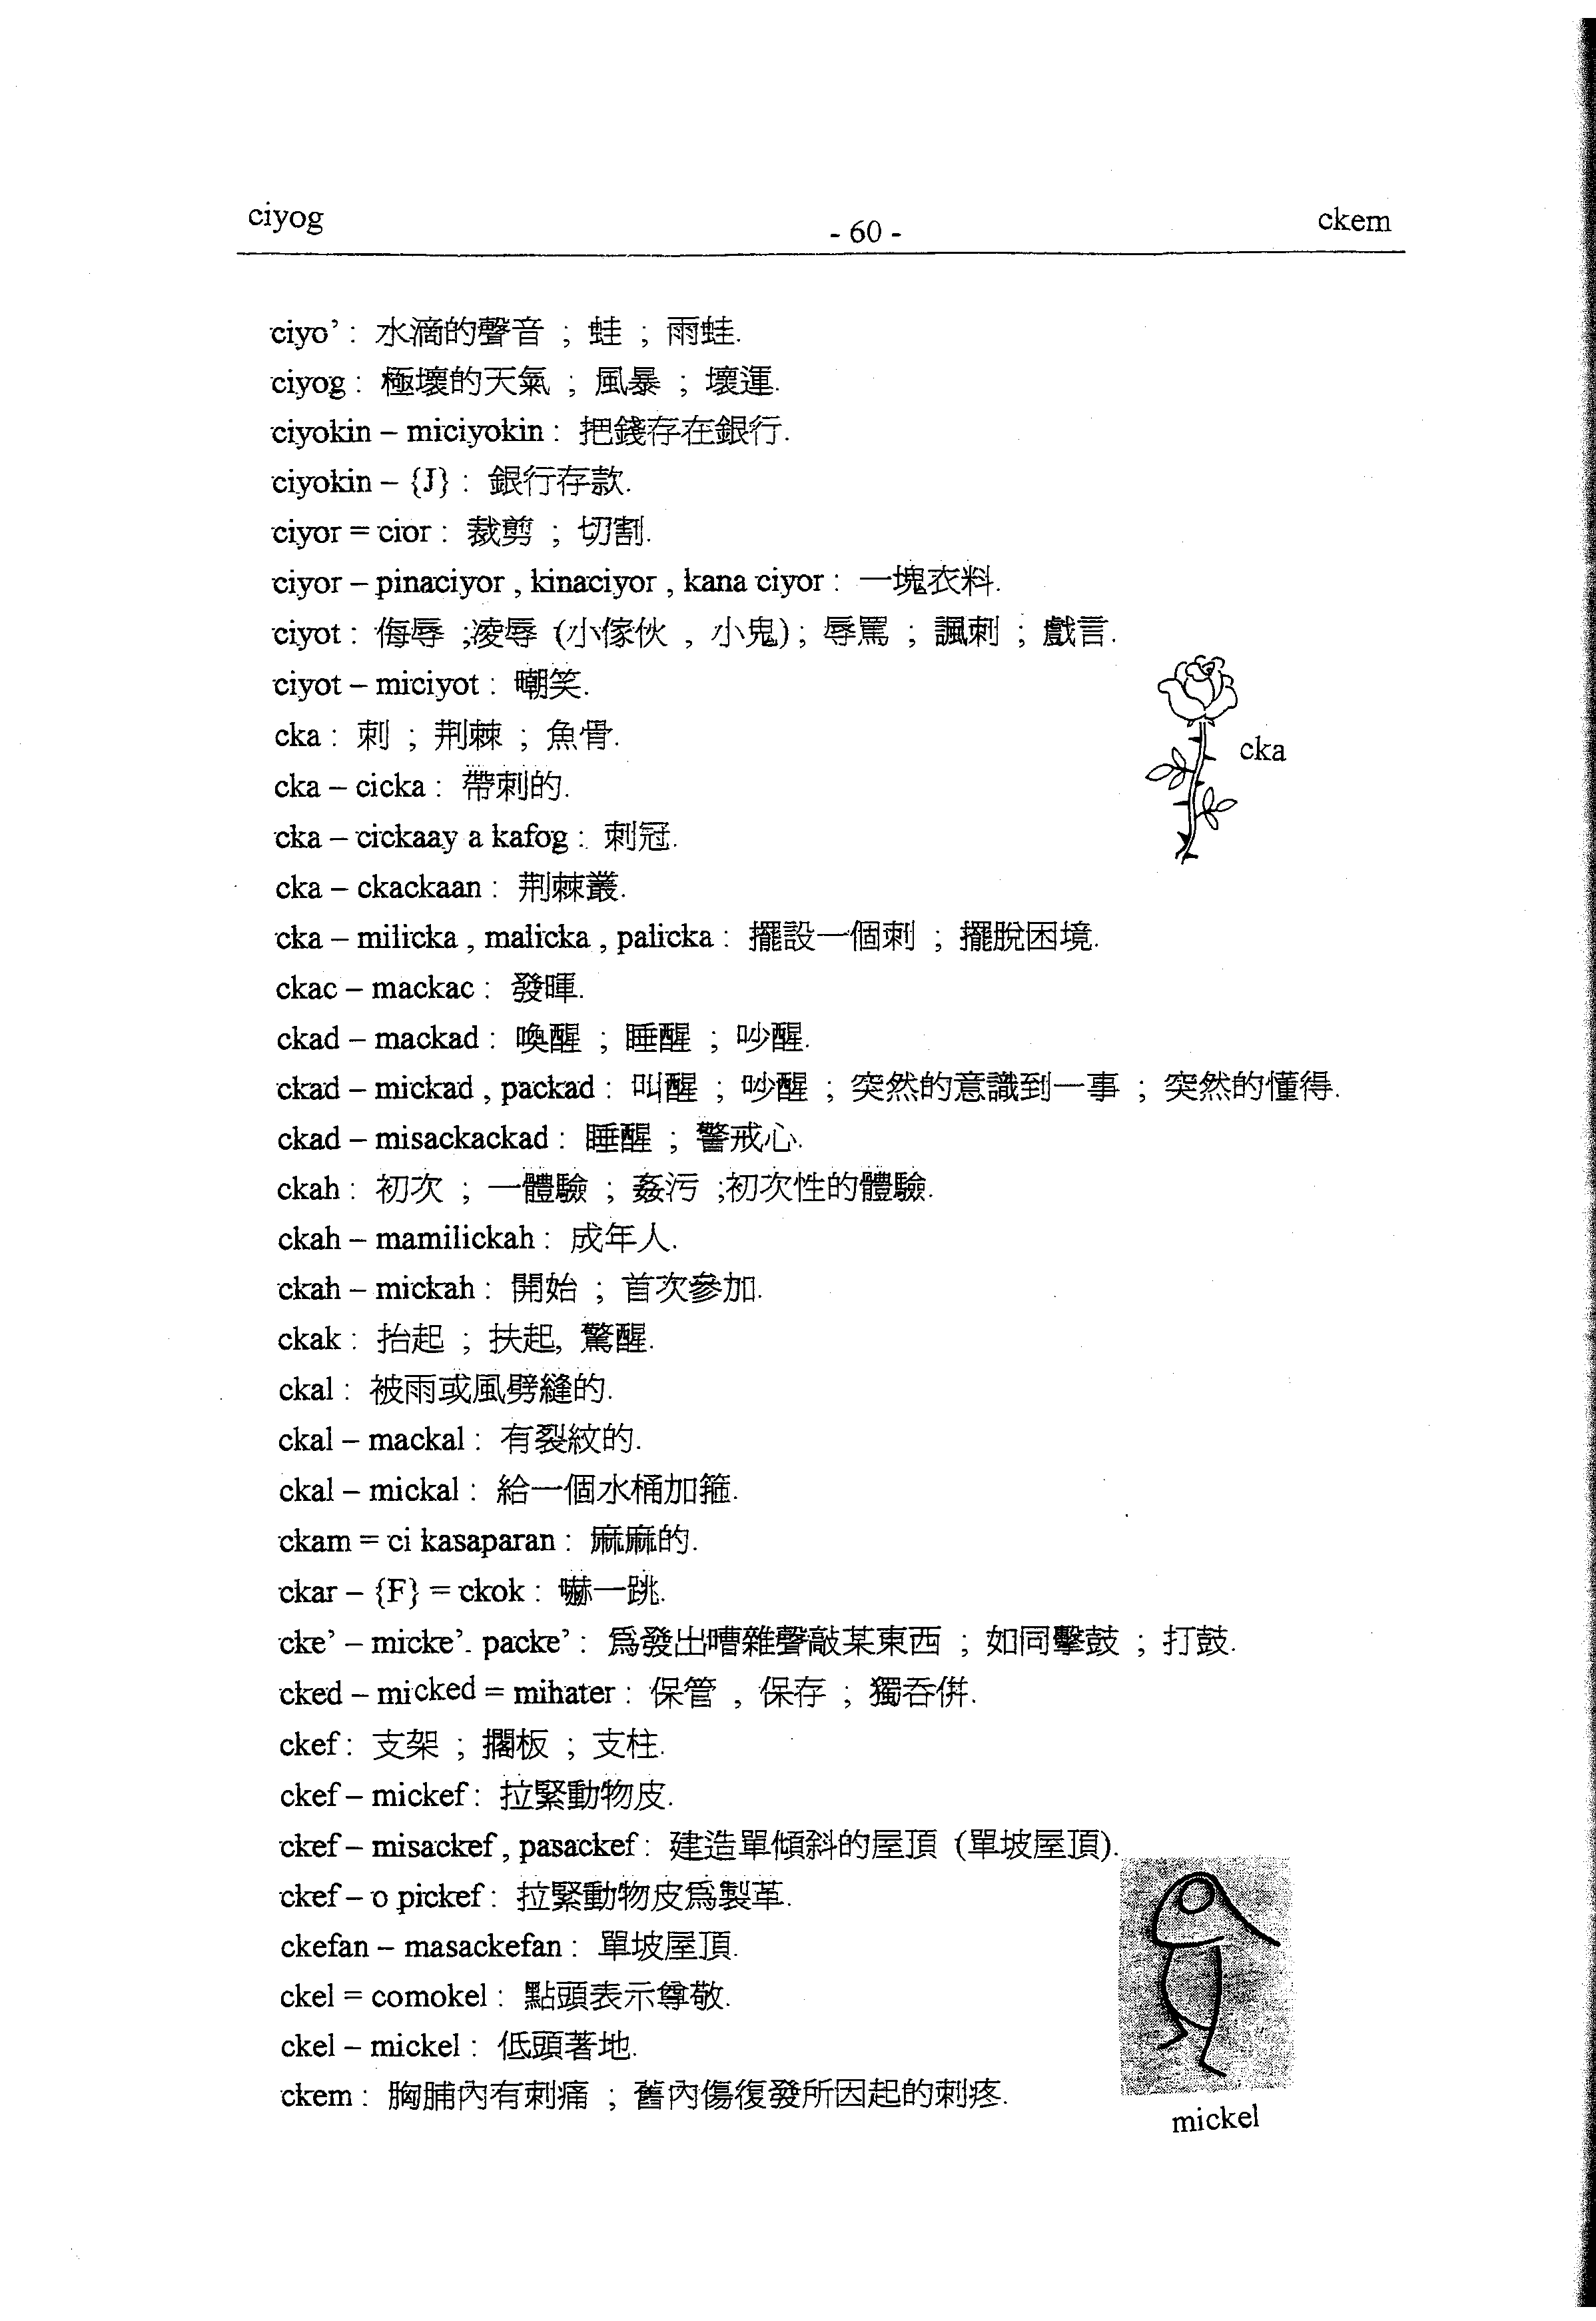 ciyog
- 60 -
ckem
ciyo’ : 水滴的聲音 ; 蛙 ; 雨蛙.
ciyog : 極壞的天氣 ; 風暴 ; 壞運.
ciyokin – miciyokin : 把錢存在銀行.
ciyokin – {J} : 銀行存款.
ciyor = cior : 裁剪 ; 切割.
ciyor – pinaciyor , kinaciyor , kana ciyor : 一塊衣料.
ciyot : 侮辱 ;凌辱 (小傢伙 , 小鬼) ; 辱罵 ; 諷刺 ; 戲言.
ciyot – miciyot : 嘲笑.
cka : 刺 ; 荆棘 ; 魚骨.
cka
cka – cicka : 帶刺的.
cka – cickaay a kafog : 刺冠.
cka – ckackaan : 荆棘叢.
cka – milicka , malicka , palicka : 擺設一個刺 ; 擺脫困境.
ckac – mackac : 發暉.
ckad – mackad : 喚醒 ; 睡醒 ; 吵醒.
ckad – mickad , packad : 叫醒 ; 吵醒 ; 突然的意識到一事 ; 突然的懂得.
ckad – misackackad : 睡醒 ; 警戒心.
ckah : 初次 ; 一體驗 ; 姦污 ;初次性的體驗.
ckah – mamilickah : 成年人.
ckah – mickah : 開始 ; 首次參加.
ckak : 抬起 ; 扶起, 驚醒.
ckal : 被雨或風劈縫的.
ckal – mackal : 有裂紋的.
ckal – mickal : 給一個水桶加箍.
ckam = ci kasaparan : 麻麻的.
ckar – {F} = ckok : 嚇一跳.
cke’ – micke’. packe’ : 爲發出嘈雜聲敲某東西 ; 如同擊鼓 ; 打鼓.
cked – micked = mihater : 保管 , 保存 ; 獨吞併.
ckef : 支架 ; 擱板 ; 支柱.
ckef – mickef : 拉緊動物皮.
ckef – misackef , pasackef : 建造單傾斜的屋頂 (單坡屋頂).
ckef – o pickef : 拉緊動物皮爲製革.
ckefan – masackefan : 單坡屋頂.
ckel = comokel : 點頭表示尊敬.
ckel – mickel : 低頭著地.
ckem : 胸脯內有刺痛 ; 舊內傷復發所因起的刺疼.
mickel